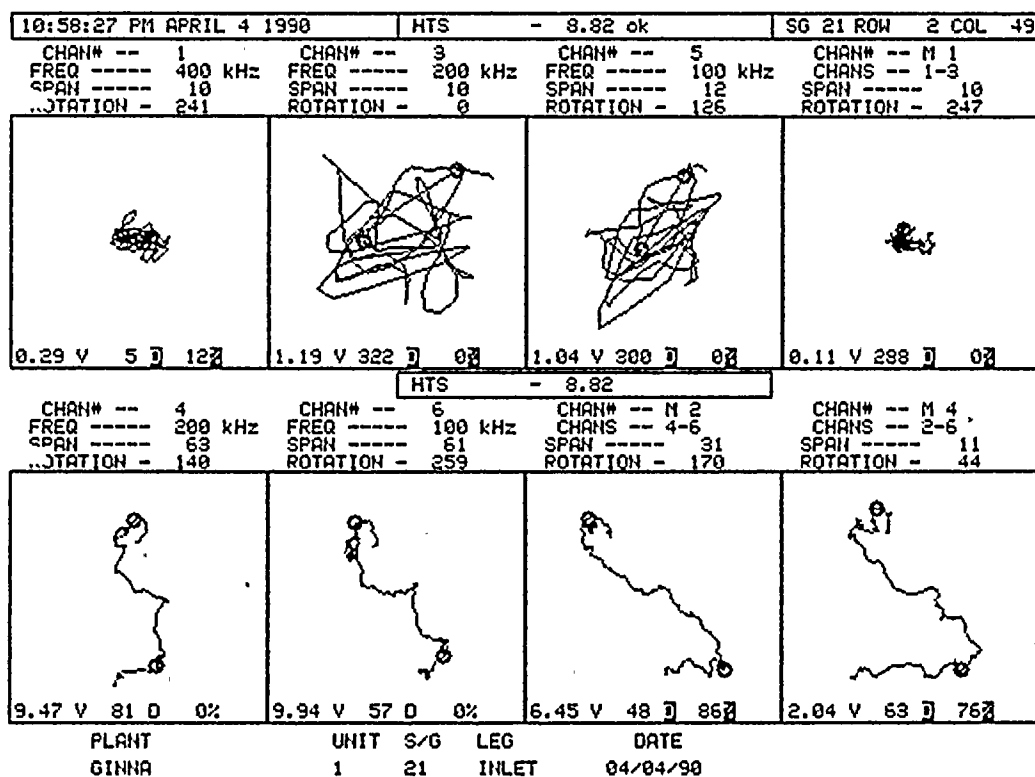 10:58:27 PM APRIL 4 1990 HTS - 8.82 ok SG 21 ROW 2 COL 49
CHAN# -- 1 CHAN# -- 3 CHAN# -- 5 CHAN# -- M 1
FREQ ----- 400 kHz FREQ ----- 200 kHz FREQ ----- 100 kHz CHANS -- 1-3
SPAN ----- 10 SPAN ----- 10 SPAN ----- 12 SPAN ----- 10
ROTATION - 241 ROTATION - 0 ROTATION - 126 ROTATION - 247
0.29 V 5 D 12% 1.19 V 322 D 0% 1.04 V 300 D 0% 0.11 V 288 D 0%
HTS - 8.82
CHAN# -- 4 CHAN# -- 6 CHAN# -- M 2 CHAN# -- M 4
FREQ ----- 200 kHz FREQ ----- 100 kHz CHANS -- 4-6 CHANS -- 2-6
SPAN ----- 63 SPAN ----- 61 SPAN ----- 31 SPAN ----- 11
ROTATION - 140 ROTATION - 259 ROTATION - 170 ROTATION - 44
9.47 V 81 D 0% 9.94 V 57 D 0% 6.45 V 48 D 86% 2.04 V 63 D 76%
PLANT UNIT S/G LEG DATE
GINNA 1 21 INLET 04/04/90